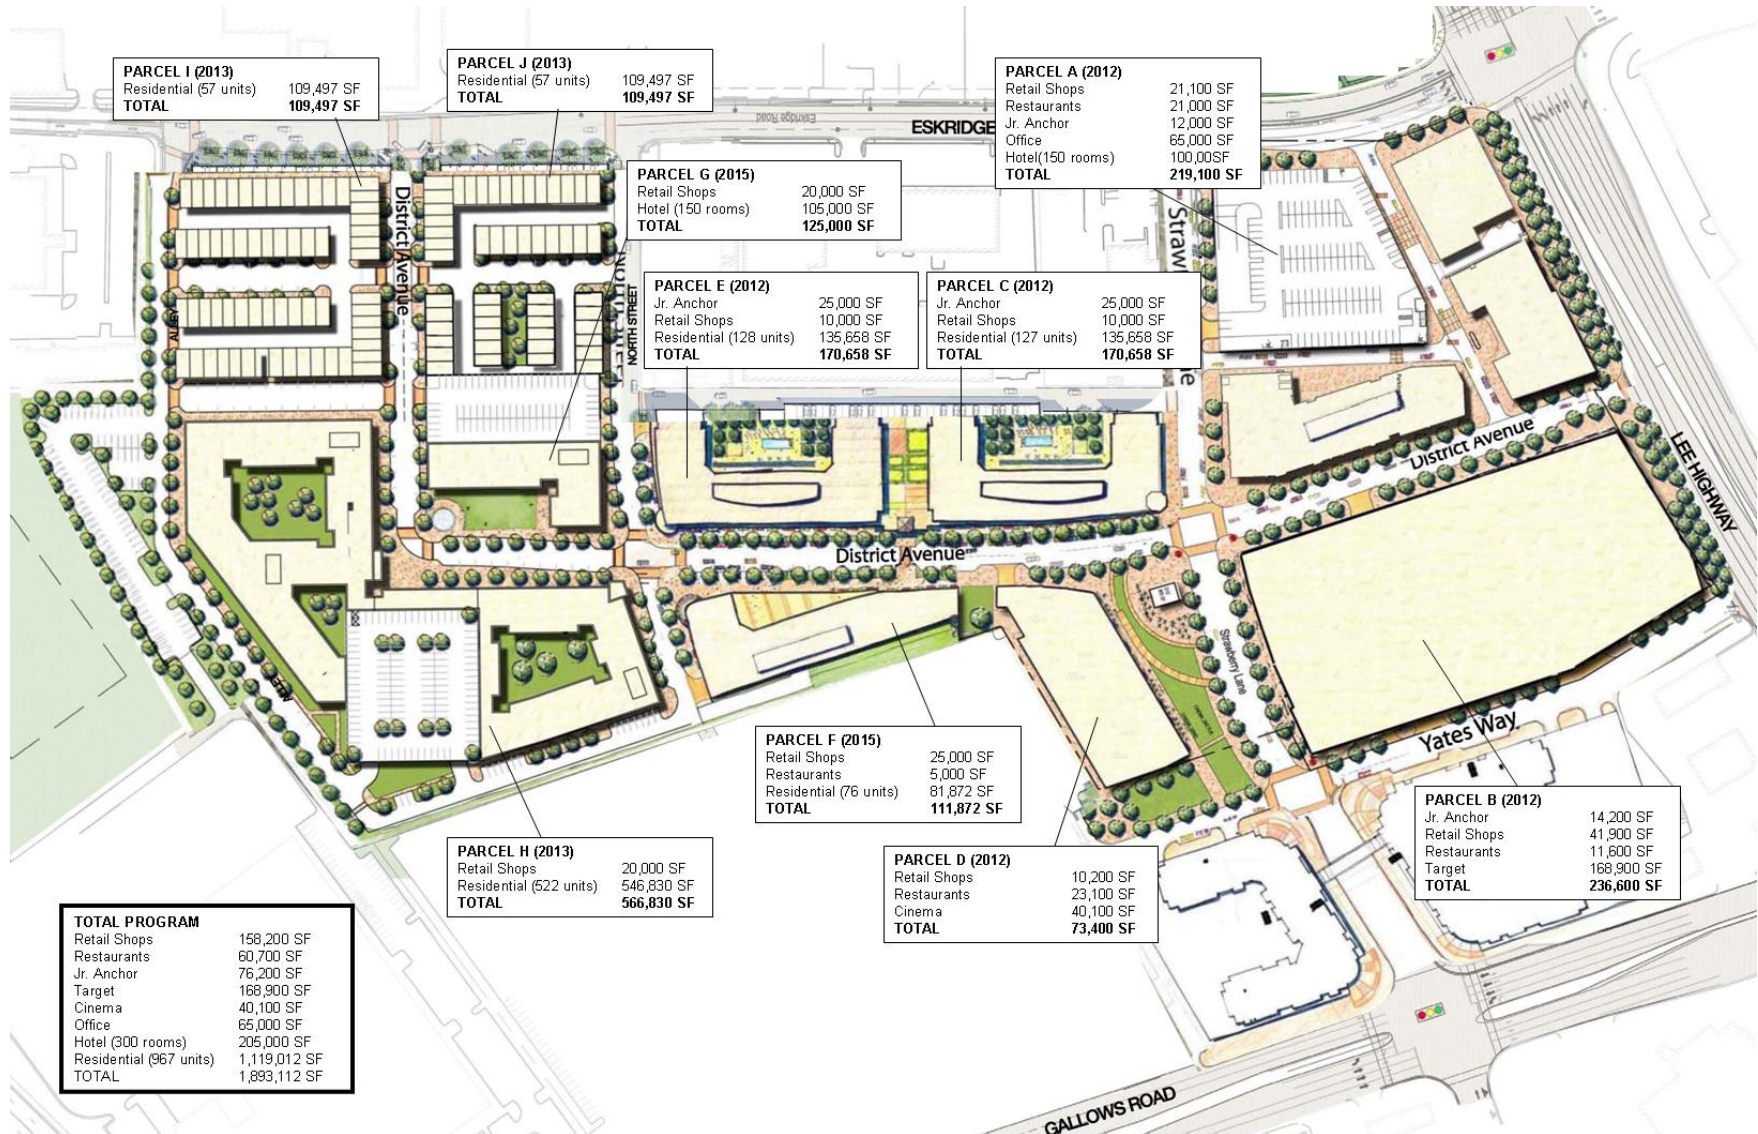 PARCEL I (2013)
Residential (57 units) 109,497 SF
TOTAL 109,497 SF
PARCEL J (2013)
Residential (57 units) 109,497 SF
TOTAL 109,497 SF
PARCEL A (2012)
Retail Shops 21,100 SF
Restaurants 21,000 SF
Jr. Anchor 12,000 SF
Office 65,000 SF
Hotel(150 rooms) 100,00SF
TOTAL 219,100 SF
Eskridge Road
ESKRIDGE
PARCEL G (2015)
Retail Shops 20,000 SF
Hotel (150 rooms) 105,000 SF
TOTAL 125,000 SF
District Avenue
NORTH STREET
ALLEY
PARCEL E (2012)
Jr. Anchor 25,000 SF
Retail Shops 10,000 SF
Residential (128 units) 135,658 SF
TOTAL 170,658 SF
PARCEL C (2012)
Jr. Anchor 25,000 SF
Retail Shops 10,000 SF
Residential (127 units) 135,658 SF
TOTAL 170,658 SF
District Avenue
LEE HIGHWAY
District Avenue
Strawberry Lane
ALLEY
Yates Way
PARCEL F (2015)
Retail Shops 25,000 SF
Restaurants 5,000 SF
Residential (76 units) 81,872 SF
TOTAL 111,872 SF
PARCEL B (2012)
Jr. Anchor 14,200 SF
Retail Shops 41,900 SF
Restaurants 11,600 SF
Target 168,900 SF
TOTAL 236,600 SF
PARCEL H (2013)
Retail Shops 20,000 SF
Residential (522 units) 546,830 SF
TOTAL 566,830 SF
PARCEL D (2012)
Retail Shops 10,200 SF
Restaurants 23,100 SF
Cinema 40,100 SF
TOTAL 73,400 SF
TOTAL PROGRAM
Retail Shops 158,200 SF
Restaurants 60,700 SF
Jr. Anchor 76,200 SF
Target 168,900 SF
Cinema 40,100 SF
Office 65,000 SF
Hotel (300 rooms) 205,000 SF
Residential (967 units) 1,119,012 SF
TOTAL 1,893,112 SF
GALLOWS ROAD